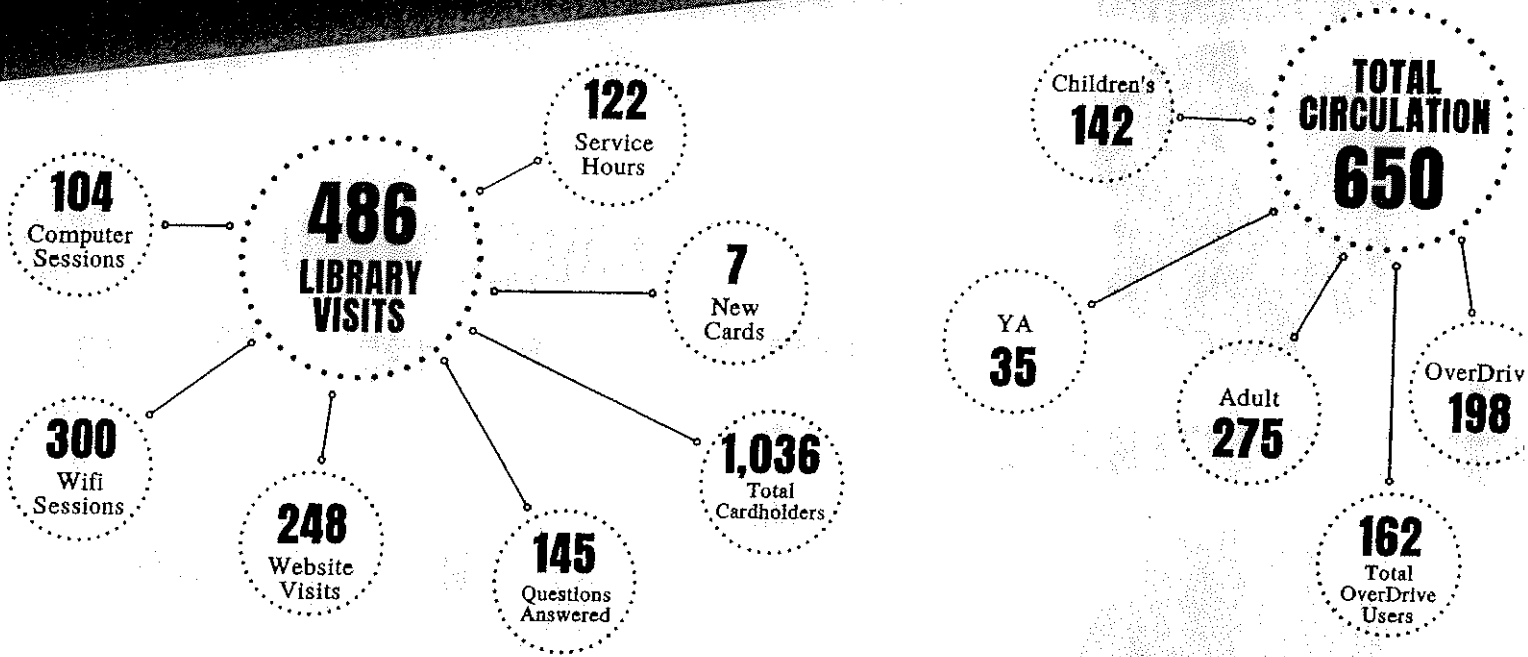 122
Service
Hours
104
Computer
Sessions
486
LIBRARY
VISITS
7
New
Cards
300
Wifi
Sessions
248
Website
Visits
145
Questions
Answered
1,036
Total
Cardholders
Children's
142
TOTAL
CIRCULATION
650
YA
35
Adult
275
OverDriv
198
162
Total
OverDrive
Users